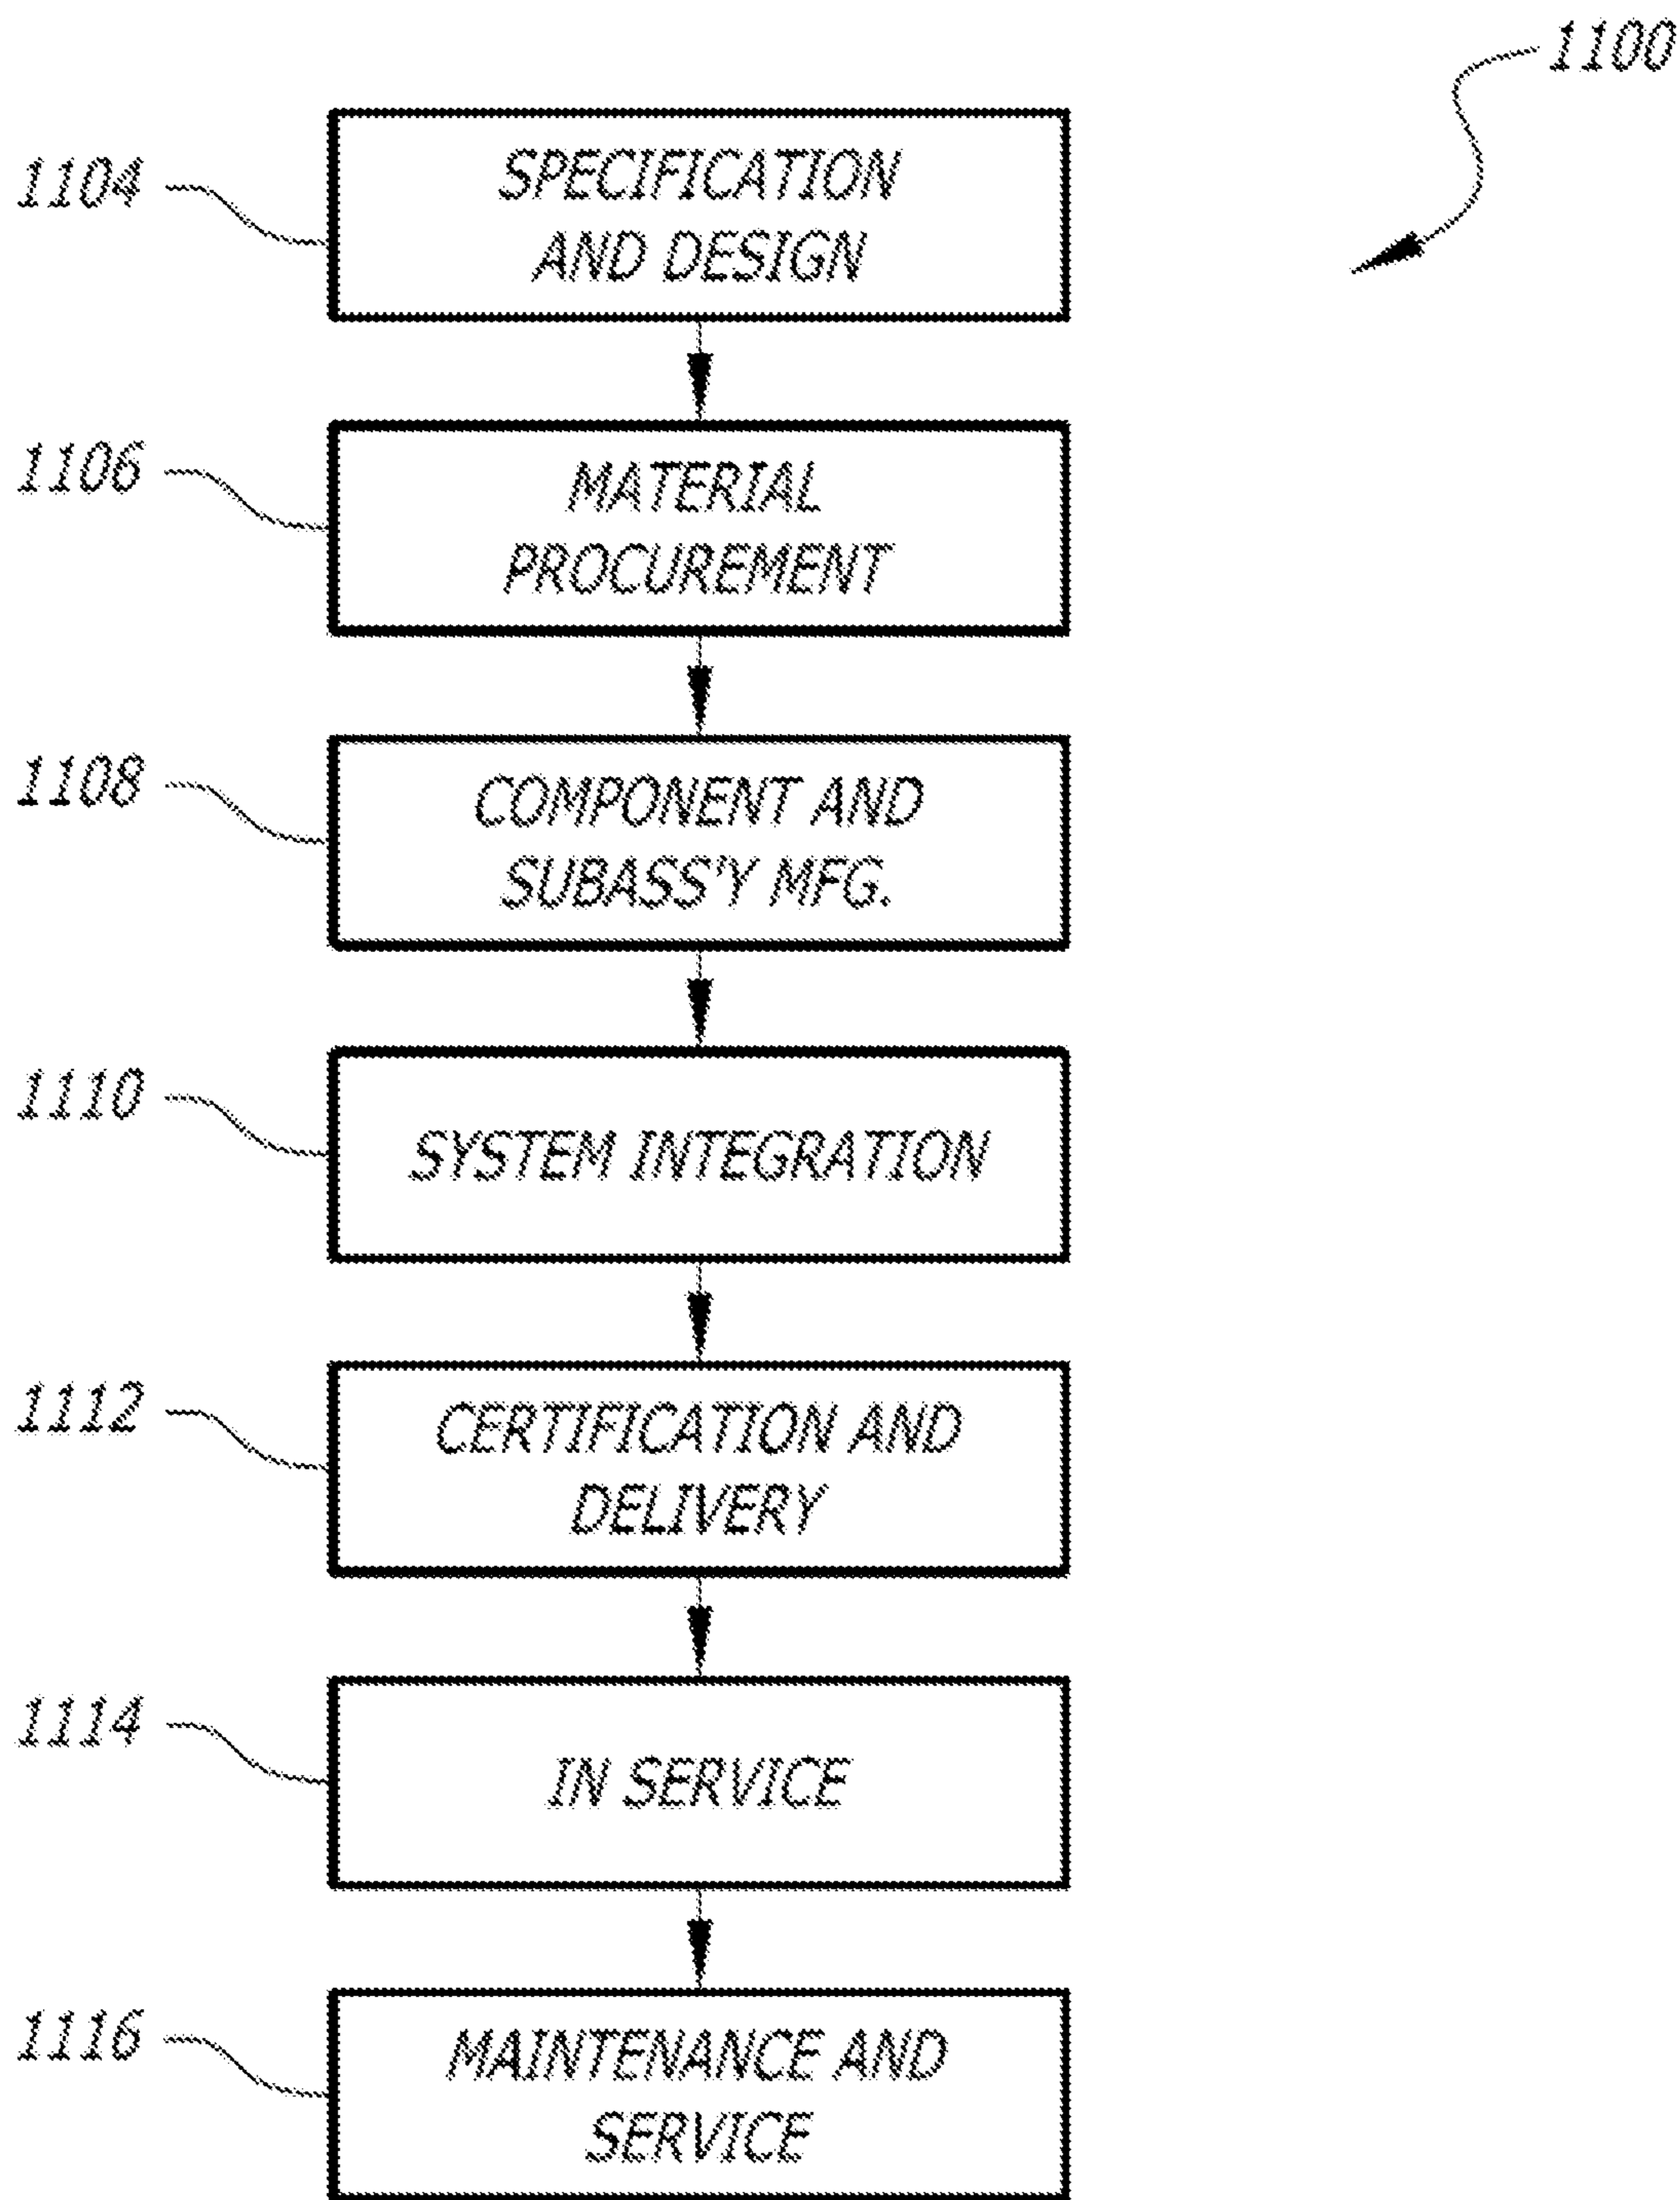 1100
1104
SPECIFICATION
AND DESIGN
1106
MATERIAL
PROCUREMENT
1108
COMPONENT AND
SUBASS'Y MFG.
1110
SYSTEM INTEGRATION
1112
CERTIFICATION AND
DELIVERY
1114
IN SERVICE
1116
MAINTENANCE AND
SERVICE